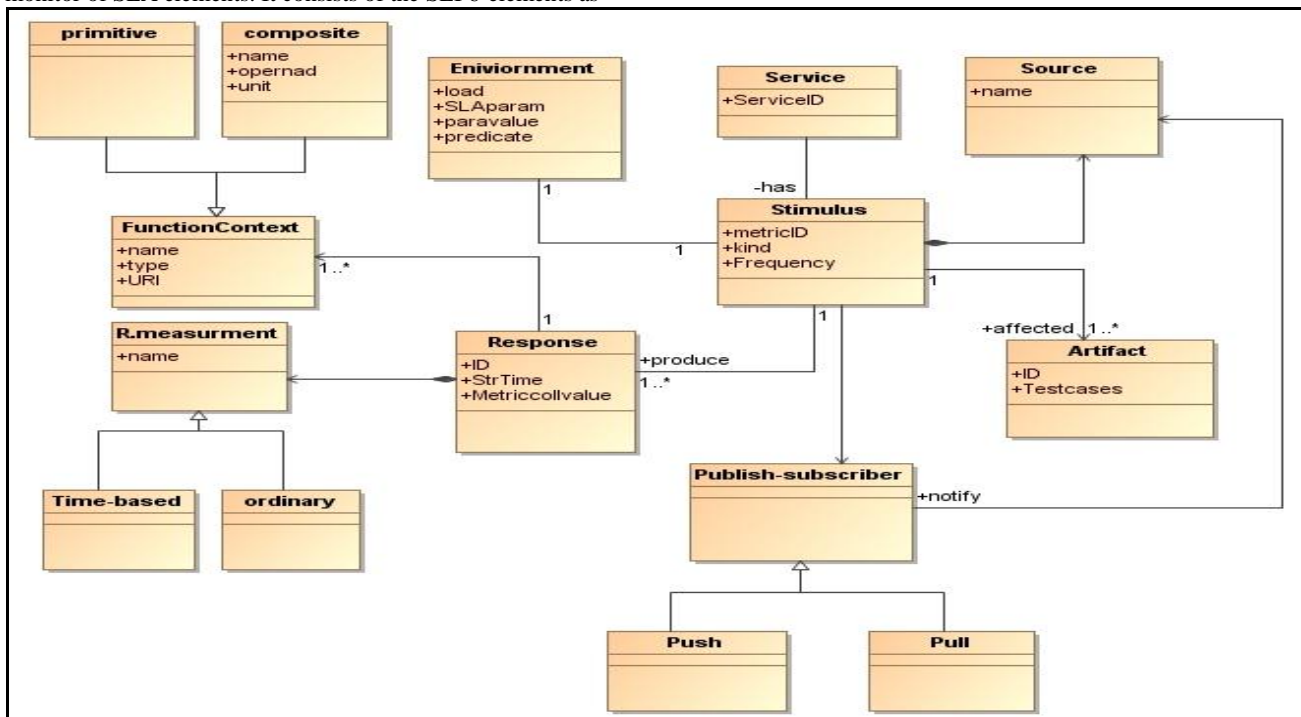 primitive
composite
+name
+opernad
+unit
Eniviornment
+load
+SLAparam
+paravalue
+predicate
Service
+ServiceID
Source
+name
1
-has
FunctionContext
+name
+type
+URI
1..*
Stimulus
+metricID
+kind
+Frequency
1
1
1
R.measurment
+name
1
Response
+ID
+StrTime
+Metriccollvalue
+produce
1..*
+affected
1..*
Artifact
+ID
+Testcases
Time-based
ordinary
Publish-subscriber
+notify
Push
Pull